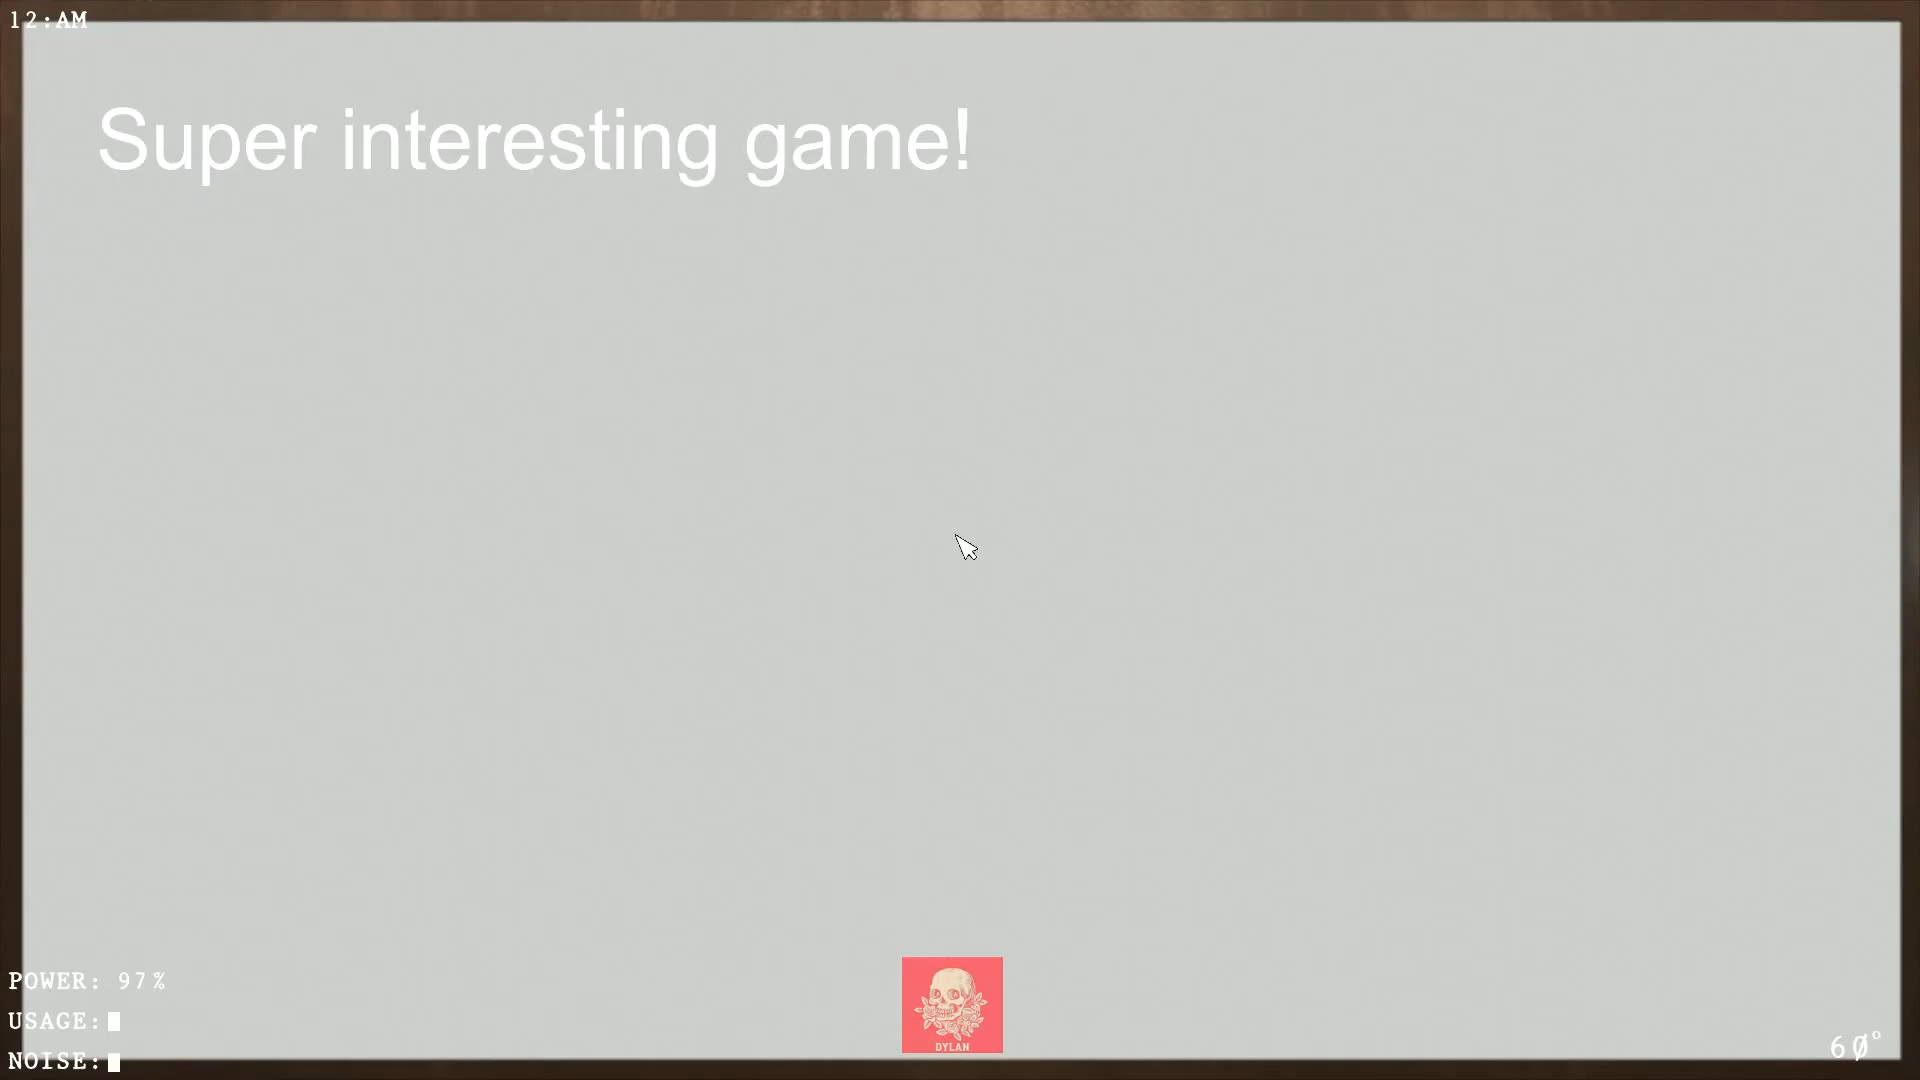 12:AM
Super interesting game!
POWER: 97%
USAGE:
NOISE:
DYLAN
60°